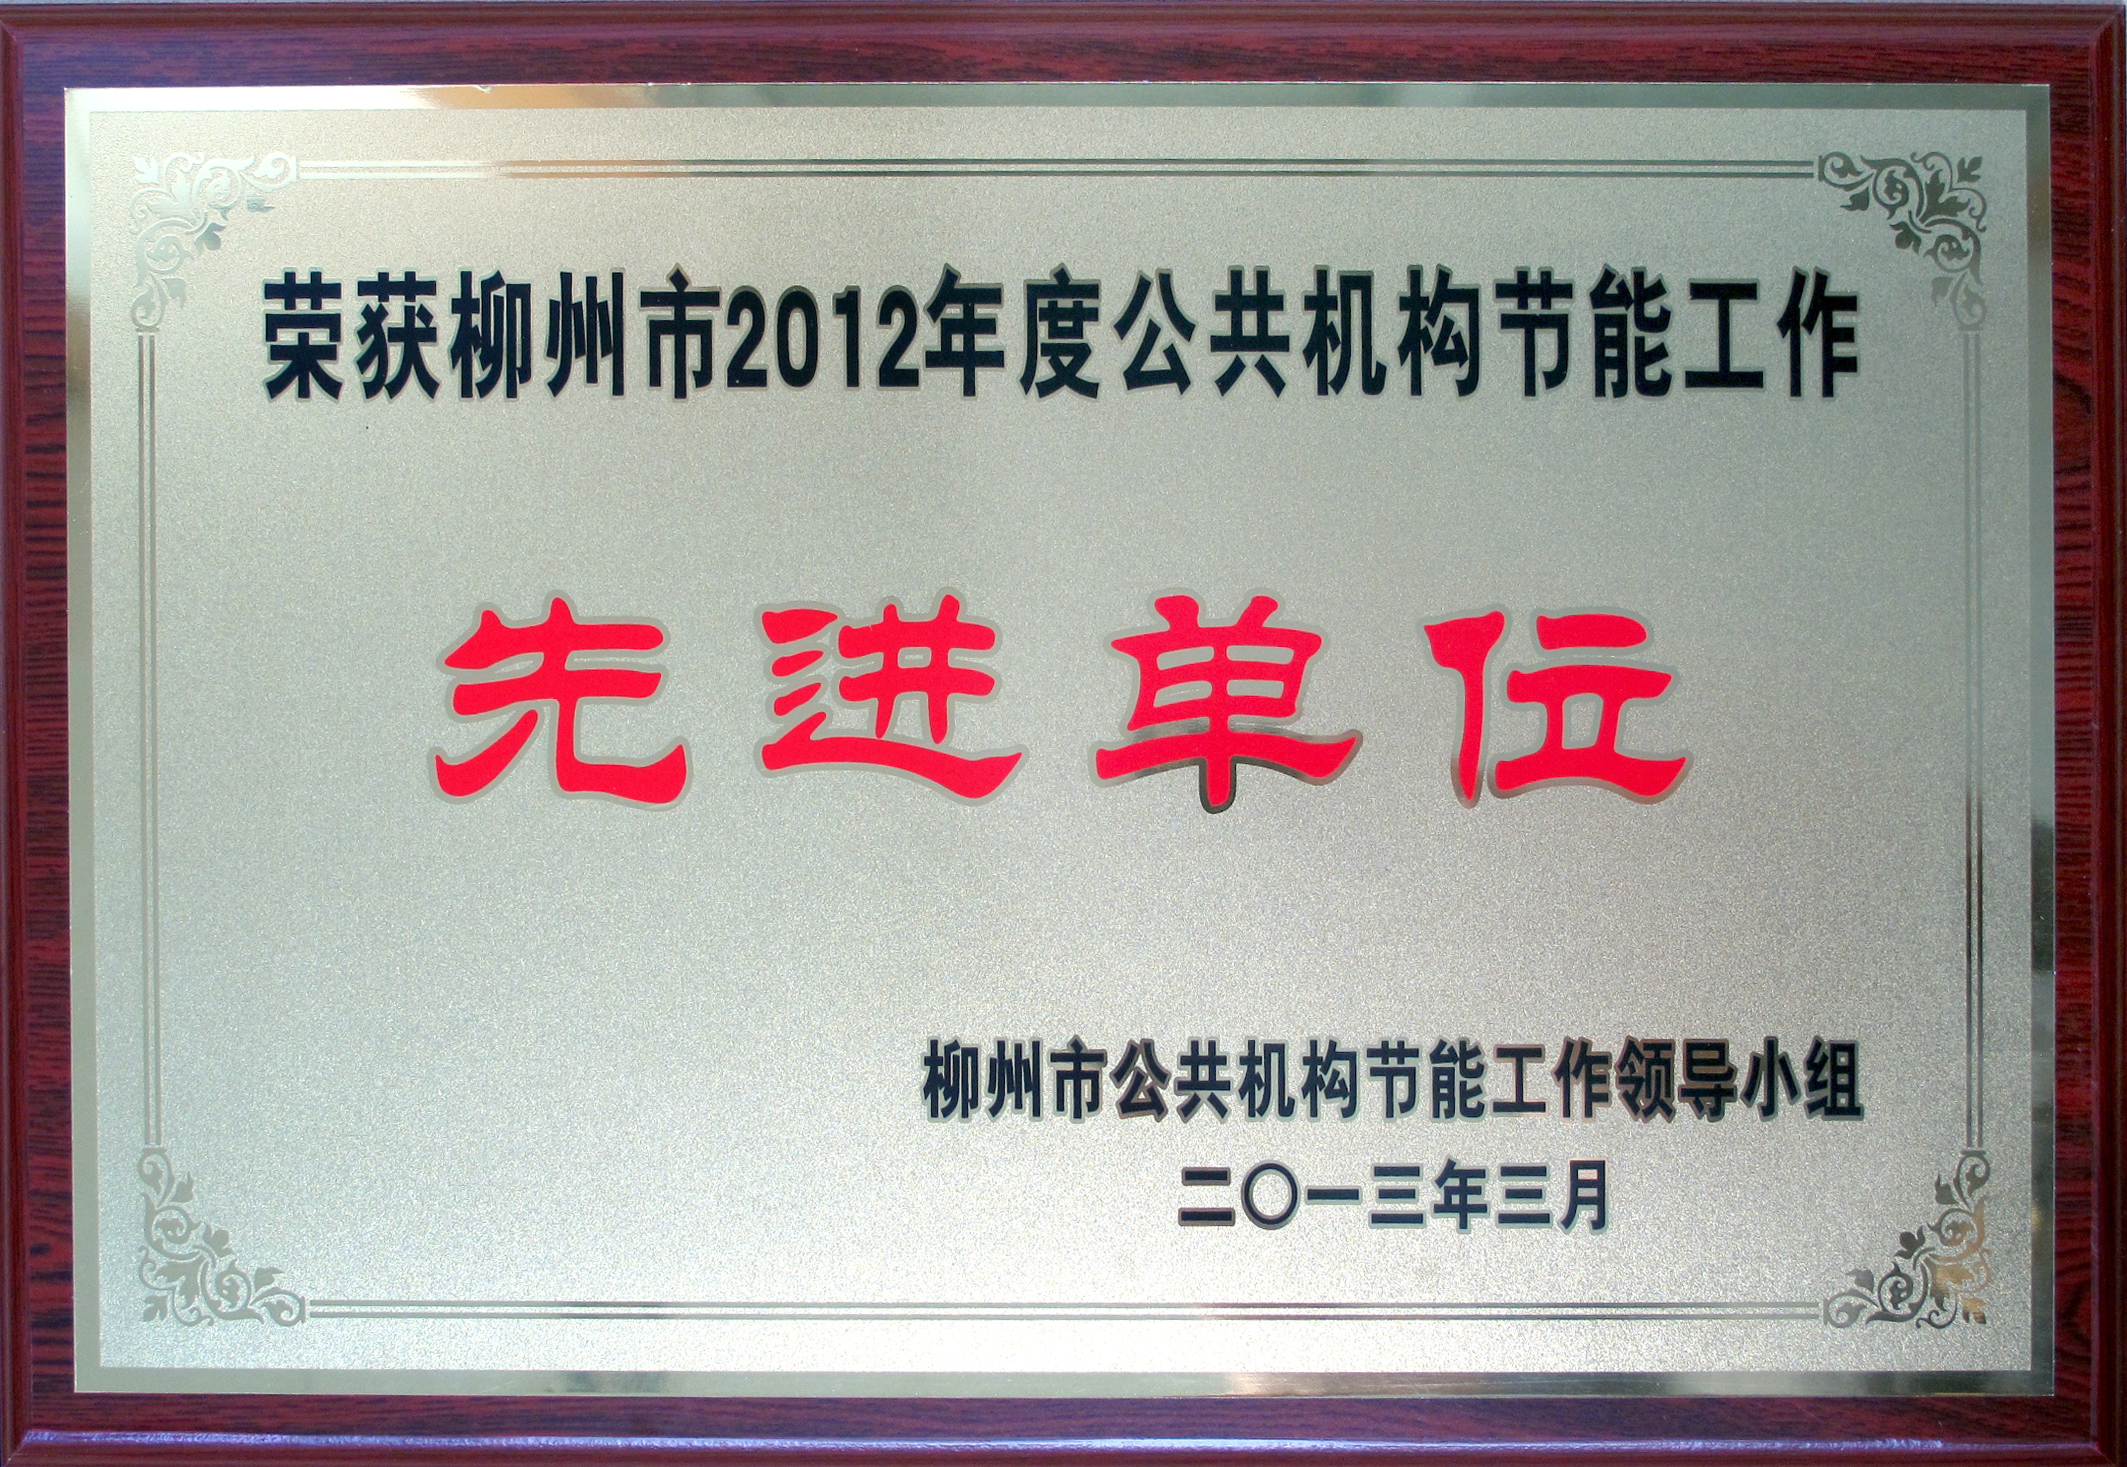 荣获柳州市2012年度公共机构节能工作
先进单位
柳州市公共机构节能工作领导小组
二〇一三年三月